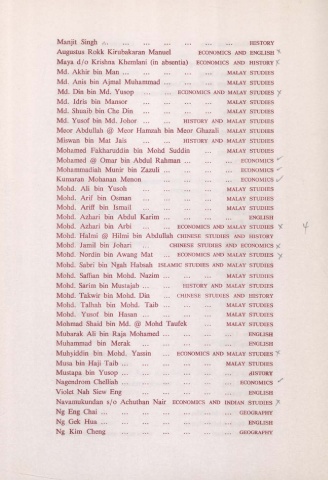 Manjit Singh ... ... ... ... ... ... HISTORY
Augustus Rokk Kirubakaran Manuel ECONOMICS AND ENGLISH ×
Maya d/o Krishna Khemlani (in absentia) ECONOMICS AND HISTORY ×
Md. Akhir bin Man ... ... ... ... ... MALAY STUDIES
Md. Anis bin Ajmal Muhammad ... ... ... ... MALAY STUDIES
Md. Din bin Md. Yusop ... ... ECONOMICS AND MALAY STUDIES ×
Md. Idris bin Mansor ... ... ... ... MALAY STUDIES
Md. Shuaib bin Che Din ... ... ... ... MALAY STUDIES
Md. Yusof bin Md. Johor ... ... HISTORY AND MALAY STUDIES
Meor Abdullah @ Meor Hamzah bin Meor Ghazali MALAY STUDIES
Miswan bin Mat Jais ... ... HISTORY AND MALAY STUDIES
Mohamed Fakharuddin bin Mohd Suddin ... MALAY STUDIES
Mohamed @ Omar bin Abdul Rahman ... ... ... ECONOMICS ✓
Mohammadiah Munir bin Zazuli ... ... ... ... ECONOMICS ✓
Kumaran Mohanan Menon ... ... ... ... ECONOMICS ✓
Mohd. Ali bin Yusoh ... ... ... ... MALAY STUDIES
Mohd. Arif bin Osman ... ... ... ... MALAY STUDIES
Mohd. Ariff bin Ismail ... ... ... ... MALAY STUDIES
Mohd. Azhari bin Abdul Karim ... ... ... ... ENGLISH
Mohd. Azhari bin Arbi ... ... ECONOMICS AND MALAY STUDIES ×
Mohd. Halmi @ Hilmi bin Abdullah CHINESE STUDIES AND HISTORY
Mohd. Jamil bin Johari ... CHINESE STUDIES AND ECONOMICS ×
Mohd. Nordin bin Awang Mat ... ECONOMICS AND MALAY STUDIES ×
Mohd. Sabri bin Ngah Habsah ISLAMIC STUDIES AND MALAY STUDIES
Mohd. Saffian bin Mohd. Nazim ... ... ... MALAY STUDIES
Mohd. Sarim bin Mustajab ... ... HISTORY AND MALAY STUDIES
Mohd. Takwir bin Mohd. Din ... CHINESE STUDIES AND HISTORY
Mohd. Talhah bin Mohd. Taib ... ... ... MALAY STUDIES
Mohd. Yusof bin Hasan ... ... ... ... MALAY STUDIES
Mohmad Shaid bin Md. @ Mohd Taufek ... MALAY STUDIES
Mubarak Ali bin Raja Mohamed ... ... ... ... ENGLISH
Muhammad bin Merak ... ... ... ... ... ENGLISH
Muhyiddin bin Mohd. Yassin ... ECONOMICS AND MALAY STUDIES ×
Musa bin Haji Taib ... ... ... ... MALAY STUDIES
Mustapa bin Yusop ... ... ... ... ... HISTORY
Nagendrom Chelliah ... ... ... ... ECONOMICS ✓
Violet Nah Siew Eng ... ... ... ... ENGLISH
Navamukundan s/o Achuthan Nair ECONOMICS AND INDIAN STUDIES ×
Ng Eng Chai ... ... ... ... ... ... GEOGRAPHY
Ng Gek Hua ... ... ... ... ... ... ENGLISH
Ng Kim Cheng ... ... ... ... ... GEOGRAPHY
4